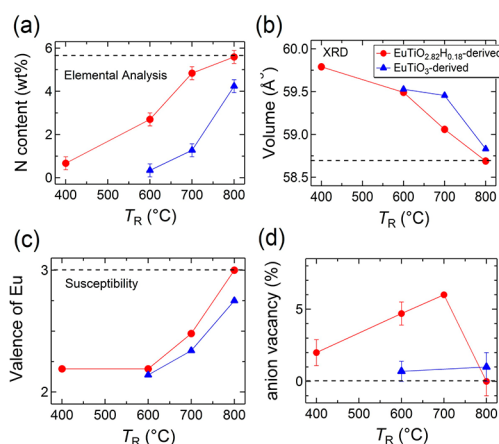 (a)
N content (wt%)
6
5
4
3
2
1
0
Elemental Analysis
400 500 600 700 800
T_R (°C)
(b)
Volume (Å³)
60.0
59.5
59.0
58.5
XRD
EuTiO2.82H0.18-derived
EuTiO3-derived
400 500 600 700 800
T_R (°C)
(c)
Valence of Eu
3
2
Susceptibility
400 500 600 700 800
T_R (°C)
(d)
anion vacancy (%)
5
0
400 500 600 700 800
T_R (°C)